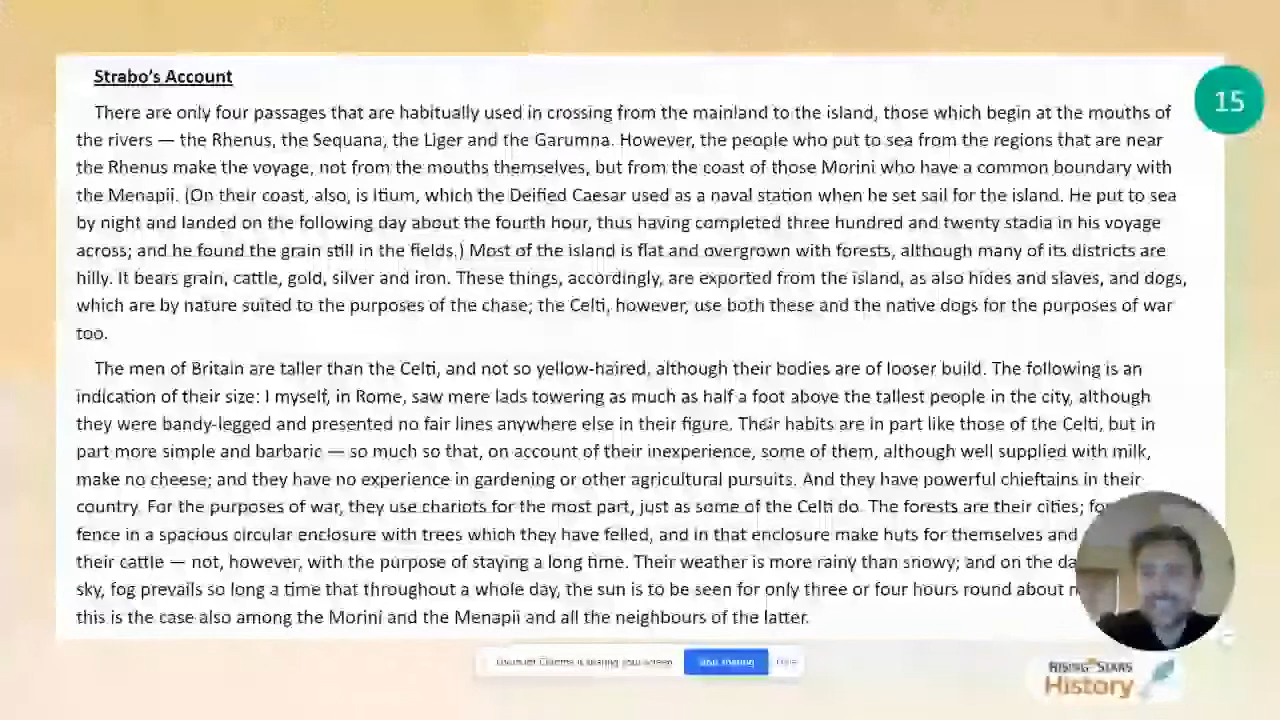 Strabo's Account
15
There are only four passages that are habitually used in crossing from the mainland to the island, those which begin at the mouths of
the rivers — the Rhenus, the Sequana, the Liger and the Garumna. However, the people who put to sea from the regions that are near
the Rhenus make the voyage, not from the mouths themselves, but from the coast of those Morini who have a common boundary with
the Menapii. (On their coast, also, is Itium, which the Deified Caesar used as a naval station when he set sail for the island. He put to sea
by night and landed on the following day about the fourth hour, thus having completed three hundred and twenty stadia in his voyage
across; and he found the grain still in the fields.) Most of the island is flat and overgrown with forests, although many of its districts are
hilly. It bears grain, cattle, gold, silver and iron. These things, accordingly, are exported from the island, as also hides and slaves, and dogs,
which are by nature suited to the purposes of the chase; the Celti, however, use both these and the native dogs for the purposes of war
too.
The men of Britain are taller than the Celti, and not so yellow-haired, although their bodies are of looser build. The following is an
indication of their size: I myself, in Rome, saw mere lads towering as much as half a foot above the tallest people in the city, although
they were bandy-legged and presented no fair lines anywhere else in their figure. Their habits are in part like those of the Celti, but in
part more simple and barbaric — so much so that, on account of their inexperience, some of them, although well supplied with milk,
make no cheese; and they have no experience in gardening or other agricultural pursuits. And they have powerful chieftains in their
country. For the purposes of war, they use chariots for the most part, just as some of the Celti do. The forests are their cities;
fence in a spacious circular enclosure with trees which they have felled, and in that enclosure make huts for themselves and
their cattle — not, however, with the purpose of staying a long time. Their weather is more rainy than snowy; and on the
sky, fog prevails so long a time that throughout a whole day, the sun is to be seen for only three or four hours round about
this is the case also among the Morini and the Menapii and all the neighbours of the latter.
is sharing your screen
Stop sharing
Hide
RISING STARS
History